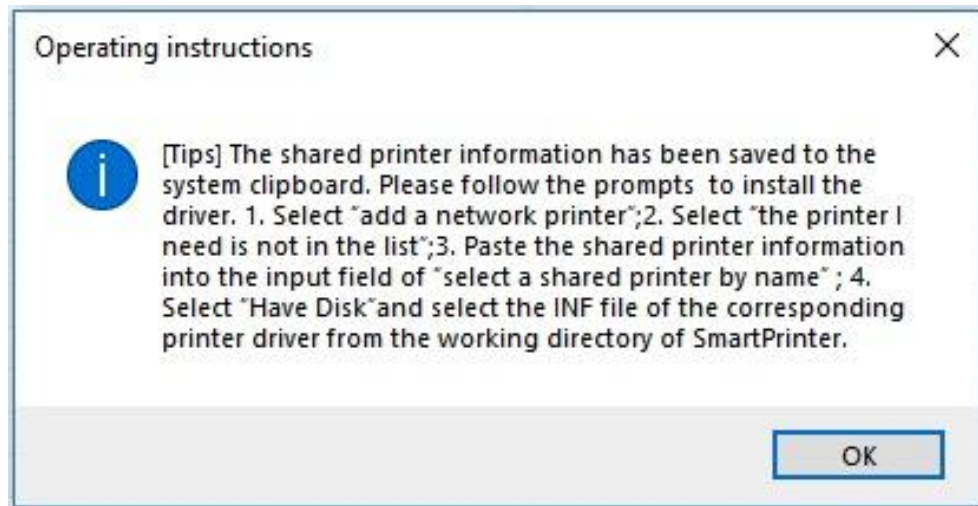 Operating instructions
[Tips] The shared printer information has been saved to the
system clipboard. Please follow the prompts  to install the
driver. 1. Select ″add a network printer″;2. Select ″the printer I
need is not in the list″;3. Paste the shared printer information
into the input field of ″select a shared printer by name″ ; 4.
Select ″Have Disk″and select the INF file of the corresponding
printer driver from the working directory of SmartPrinter.
OK